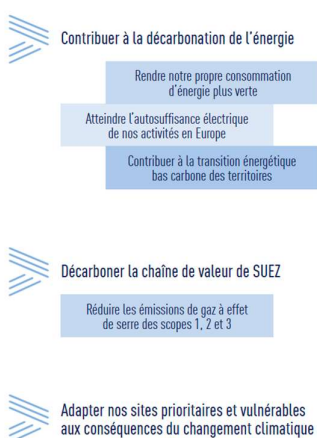 Contribuer à la décarbonation de l'énergie
Rendre notre propre consommation
d'énergie plus verte
Atteindre l'autosuffisance électrique
de nos activités en Europe
Contribuer à la transition énergétique
bas carbone des territoires
Décarboner la chaîne de valeur de SUEZ
Réduire les émissions de gaz à effet
de serre des scopes 1, 2 et 3
Adapter nos sites prioritaires et vulnérables
aux conséquences du changement climatique